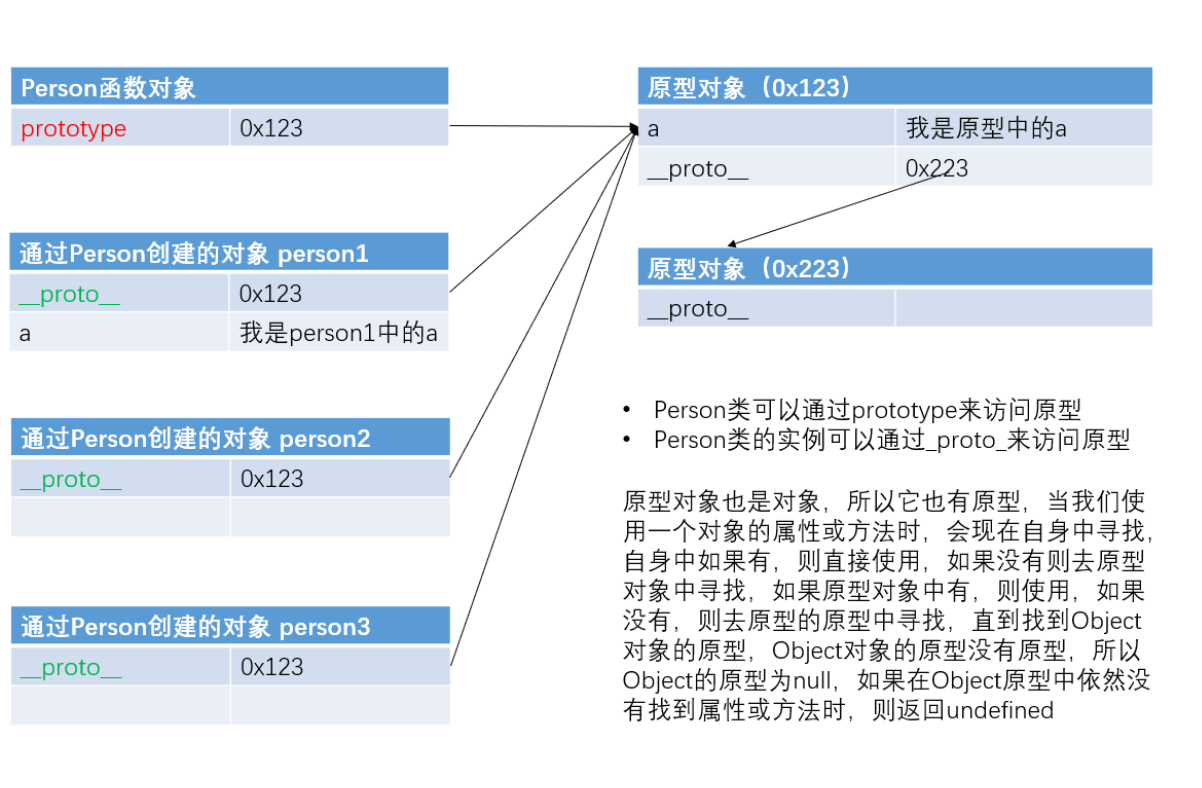 Person函数对象
prototype 0x123
通过Person创建的对象 person1
__proto__ 0x123
a 我是person1中的a
通过Person创建的对象 person2
__proto__ 0x123
通过Person创建的对象 person3
__proto__ 0x123
原型对象（0x123）
a 我是原型中的a
__proto__ 0x223
原型对象（0x223）
__proto__
• Person类可以通过prototype来访问原型
• Person类的实例可以通过_proto_来访问原型
原型对象也是对象，所以它也有原型，当我们使
用一个对象的属性或方法时，会现在自身中寻找，
自身中如果有，则直接使用，如果没有则去原型
对象中寻找，如果原型对象中有，则使用，如果
没有，则去原型的原型中寻找，直到找到Object
对象的原型，Object对象的原型没有原型，所以
Object的原型为null，如果在Object原型中依然没
有找到属性或方法时，则返回undefined